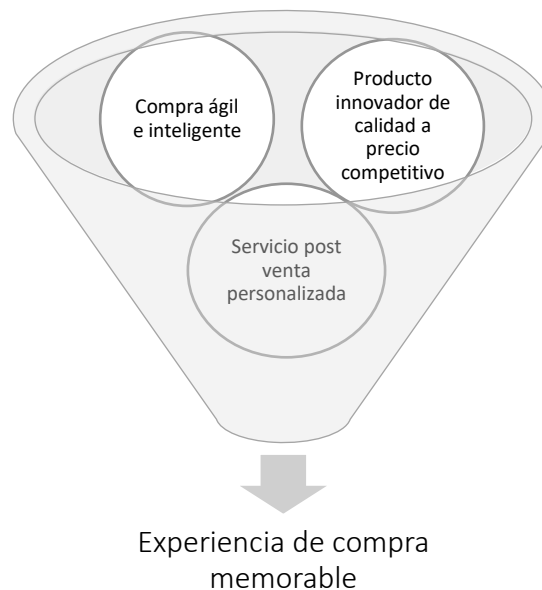 Compra ágil
e inteligente
Producto
innovador de
calidad a
precio
competitivo
Servicio post
venta
personalizada
Experiencia de compra
memorable